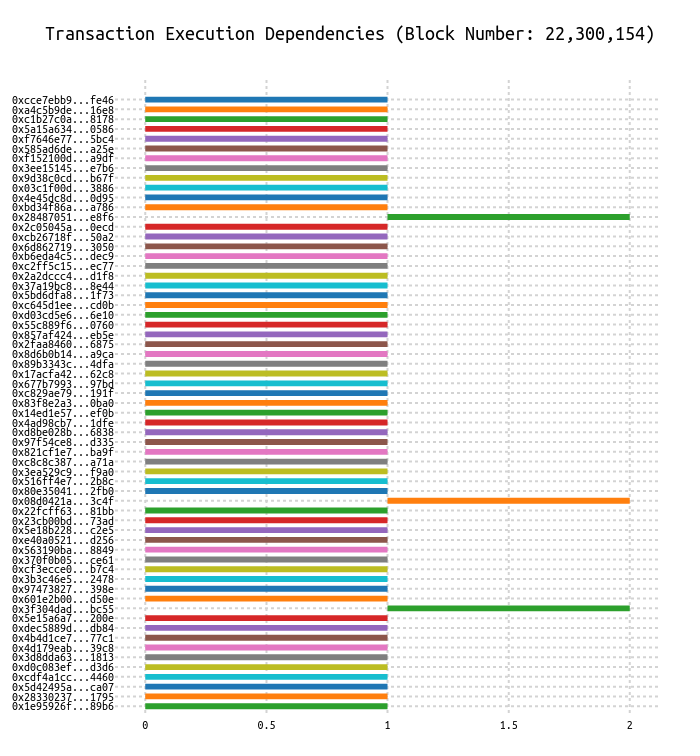 Transaction Execution Dependencies (Block Number: 22,300,154)
0xcce7ebb9...fe46
0xa4c5b9de...16e8
0xc1b27c0a...8178
0x5a15a634...0586
0xf7646e77...5bc4
0x585ad6de...a25e
0xf152100d...a9df
0x3ee15145...e7b6
0x9d38c0cd...b67f
0x03c1f00d...3886
0x4e45dc8d...0d95
0xbd34f86a...a786
0x28487051...e8f6
0x2c05045a...0ecd
0xcb26718f...50a2
0x6d862719...3050
0xb6eda4c5...dec9
0xc2ff5c15...ec77
0x2a2dccc4...d1f8
0x37a19bc8...8e44
0x5bd6dfa8...1f73
0xc645d1ee...cd0b
0xd03cd5e6...6e10
0x55c889f6...0760
0x857af424...eb5e
0x2faa8460...6875
0x8d6b0b14...a9ca
0x89b3343c...4dfa
0x17acfa42...62c8
0x677b7993...97bd
0xc829ae79...191f
0x83f8e2a3...0ba0
0x14ed1e57...ef0b
0x4ad98cb7...1dfe
0xd8be028b...6838
0x97f54ce8...d335
0x821cf1e7...ba9f
0xc8c8c387...a71a
0x3ea529c9...f9a0
0x516ff4e7...2b8c
0x80e35041...2fb0
0x08d0421a...3c4f
0x22fcff63...81bb
0x23cb00bd...73ad
0x5e18b228...c2e5
0xe40a0521...d256
0x563190ba...8849
0x370f0b05...ce61
0xcf3ecce0...b7c4
0x3b3c46e5...2478
0x97473827...398e
0x601e2b00...d50e
0x3f304dad...bc55
0x5e15a6a7...200e
0xdec5889d...db84
0x4b4d1ce7...77c1
0x4d179eab...39c8
0x3d8dda63...1813
0xd0c083ef...d3d6
0xcdf4a1cc...4460
0x5d42495a...ca07
0x28330237...1795
0x1e95926f...89b6
0 0.5 1 1.5 2